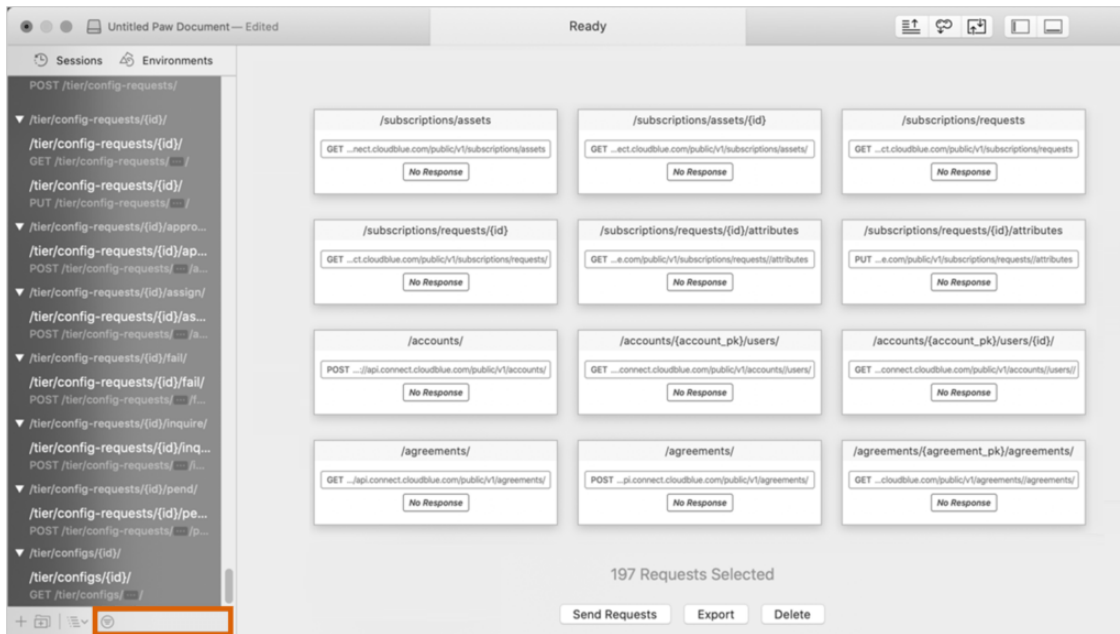 Untitled Paw Document — Edited
Ready
Sessions
Environments
POST /tier/config-requests/
/tier/config-requests/{id}/
/tier/config-requests/{id}/
GET /tier/config-requests/ /
/tier/config-requests/{id}/
PUT /tier/config-requests/ /
/tier/config-requests/{id}/appro...
/tier/config-requests/{id}/ap...
POST /tier/config-requests/ /a...
/tier/config-requests/{id}/assign/
/tier/config-requests/{id}/as...
POST /tier/config-requests/ /a...
/tier/config-requests/{id}/fail/
/tier/config-requests/{id}/fail/
POST /tier/config-requests/ /f...
/tier/config-requests/{id}/inquire/
/tier/config-requests/{id}/inq...
POST /tier/config-requests/ /i...
/tier/config-requests/{id}/pend/
/tier/config-requests/{id}/pe...
POST /tier/config-requests/ /p...
/tier/configs/{id}/
/tier/configs/{id}/
GET /tier/configs/ /
/subscriptions/assets
GET ...nect.cloudblue.com/public/v1/subscriptions/assets
No Response
/subscriptions/assets/{id}
GET ...ect.cloudblue.com/public/v1/subscriptions/assets/
No Response
/subscriptions/requests
GET ...ct.cloudblue.com/public/v1/subscriptions/requests
No Response
/subscriptions/requests/{id}
GET ...ct.cloudblue.com/public/v1/subscriptions/requests/
No Response
/subscriptions/requests/{id}/attributes
GET ...e.com/public/v1/subscriptions/requests//attributes
No Response
/subscriptions/requests/{id}/attributes
PUT ...e.com/public/v1/subscriptions/requests//attributes
No Response
/accounts/
POST ...://api.connect.cloudblue.com/public/v1/accounts/
No Response
/accounts/{account_pk}/users/
GET ...connect.cloudblue.com/public/v1/accounts//users/
No Response
/accounts/{account_pk}/users/{id}/
GET ...connect.cloudblue.com/public/v1/accounts//users//
No Response
/agreements/
GET .../api.connect.cloudblue.com/public/v1/agreements/
No Response
/agreements/
POST ...pi.connect.cloudblue.com/public/v1/agreements/
No Response
/agreements/{agreement_pk}/agreements/
GET ...cloudblue.com/public/v1/agreements//agreements/
No Response
197 Requests Selected
Send Requests
Export
Delete